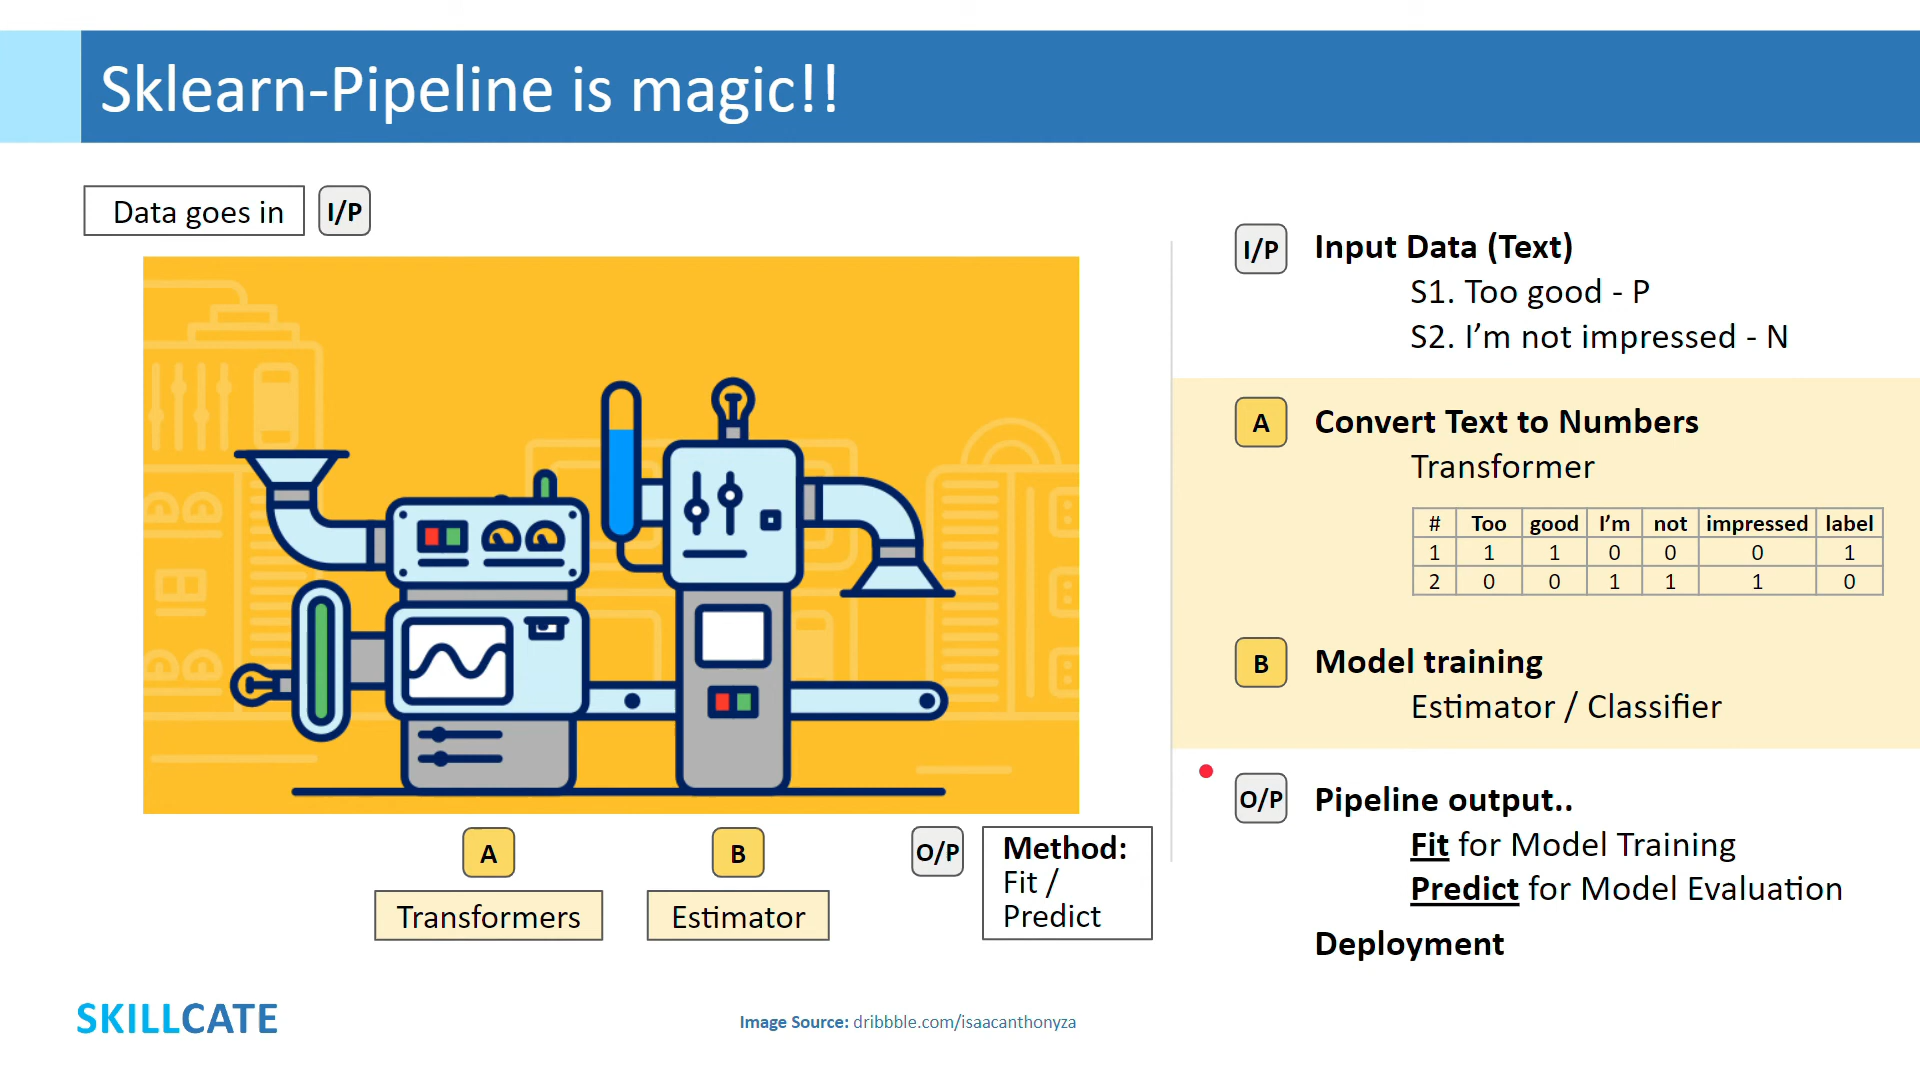 Sklearn-Pipeline is magic!!
Data goes in
I/P
A
Transformers
B
Estimator
O/P
Method:
Fit /
Predict
I/P
Input Data (Text)
S1. Too good - P
S2. I’m not impressed - N
A
Convert Text to Numbers
Transformer
# Too good I’m not impressed label
1 1 1 0 0 0 1
2 0 0 1 1 1 0
B
Model training
Estimator / Classifier
O/P
Pipeline output..
Fit for Model Training
Predict for Model Evaluation
Deployment
SKILLCATE
Image Source: dribbble.com/isaacanthonyza